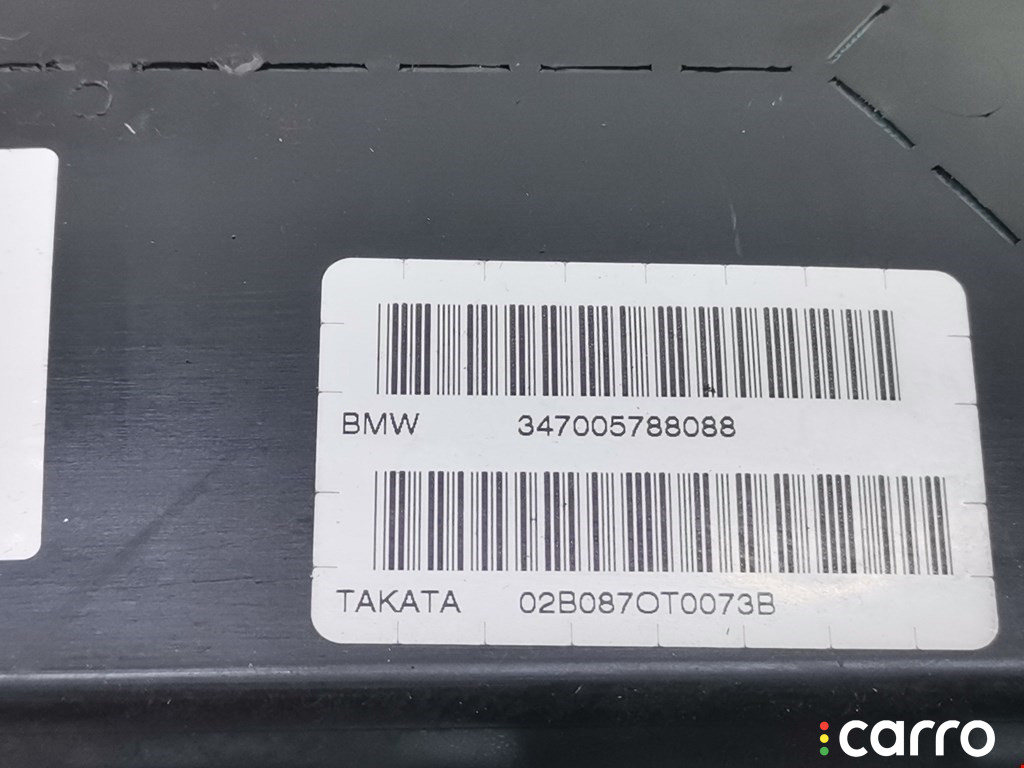 BMW 347005788088
TAKATA 02B087OT0073B
carro